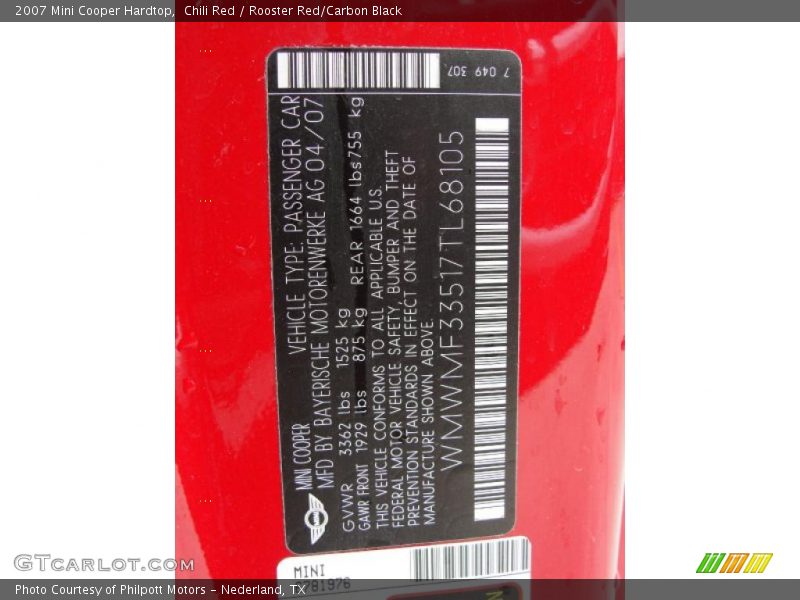 2007 Mini Cooper Hardtop, Chili Red / Rooster Red/Carbon Black
7 049 307
MINI COOPER VEHICLE TYPE: PASSENGER CAR
MFD BY BAYERISCHE MOTORENWERKE AG 04/07
GVWR 3362 lbs 1525 kg
GAWR FRONT 1929 lbs 875 kg REAR 1664 lbs 755 kg
THIS VEHICLE CONFORMS TO ALL APPLICABLE U.S.
FEDERAL MOTOR VEHICLE SAFETY, BUMPER AND THEFT
PREVENTION STANDARDS IN EFFECT ON THE DATE OF
MANUFACTURE SHOWN ABOVE.
WMWMF33517TL68105
MINI
GTCarlot.com
Photo Courtesy of Philpott Motors - Nederland, TX